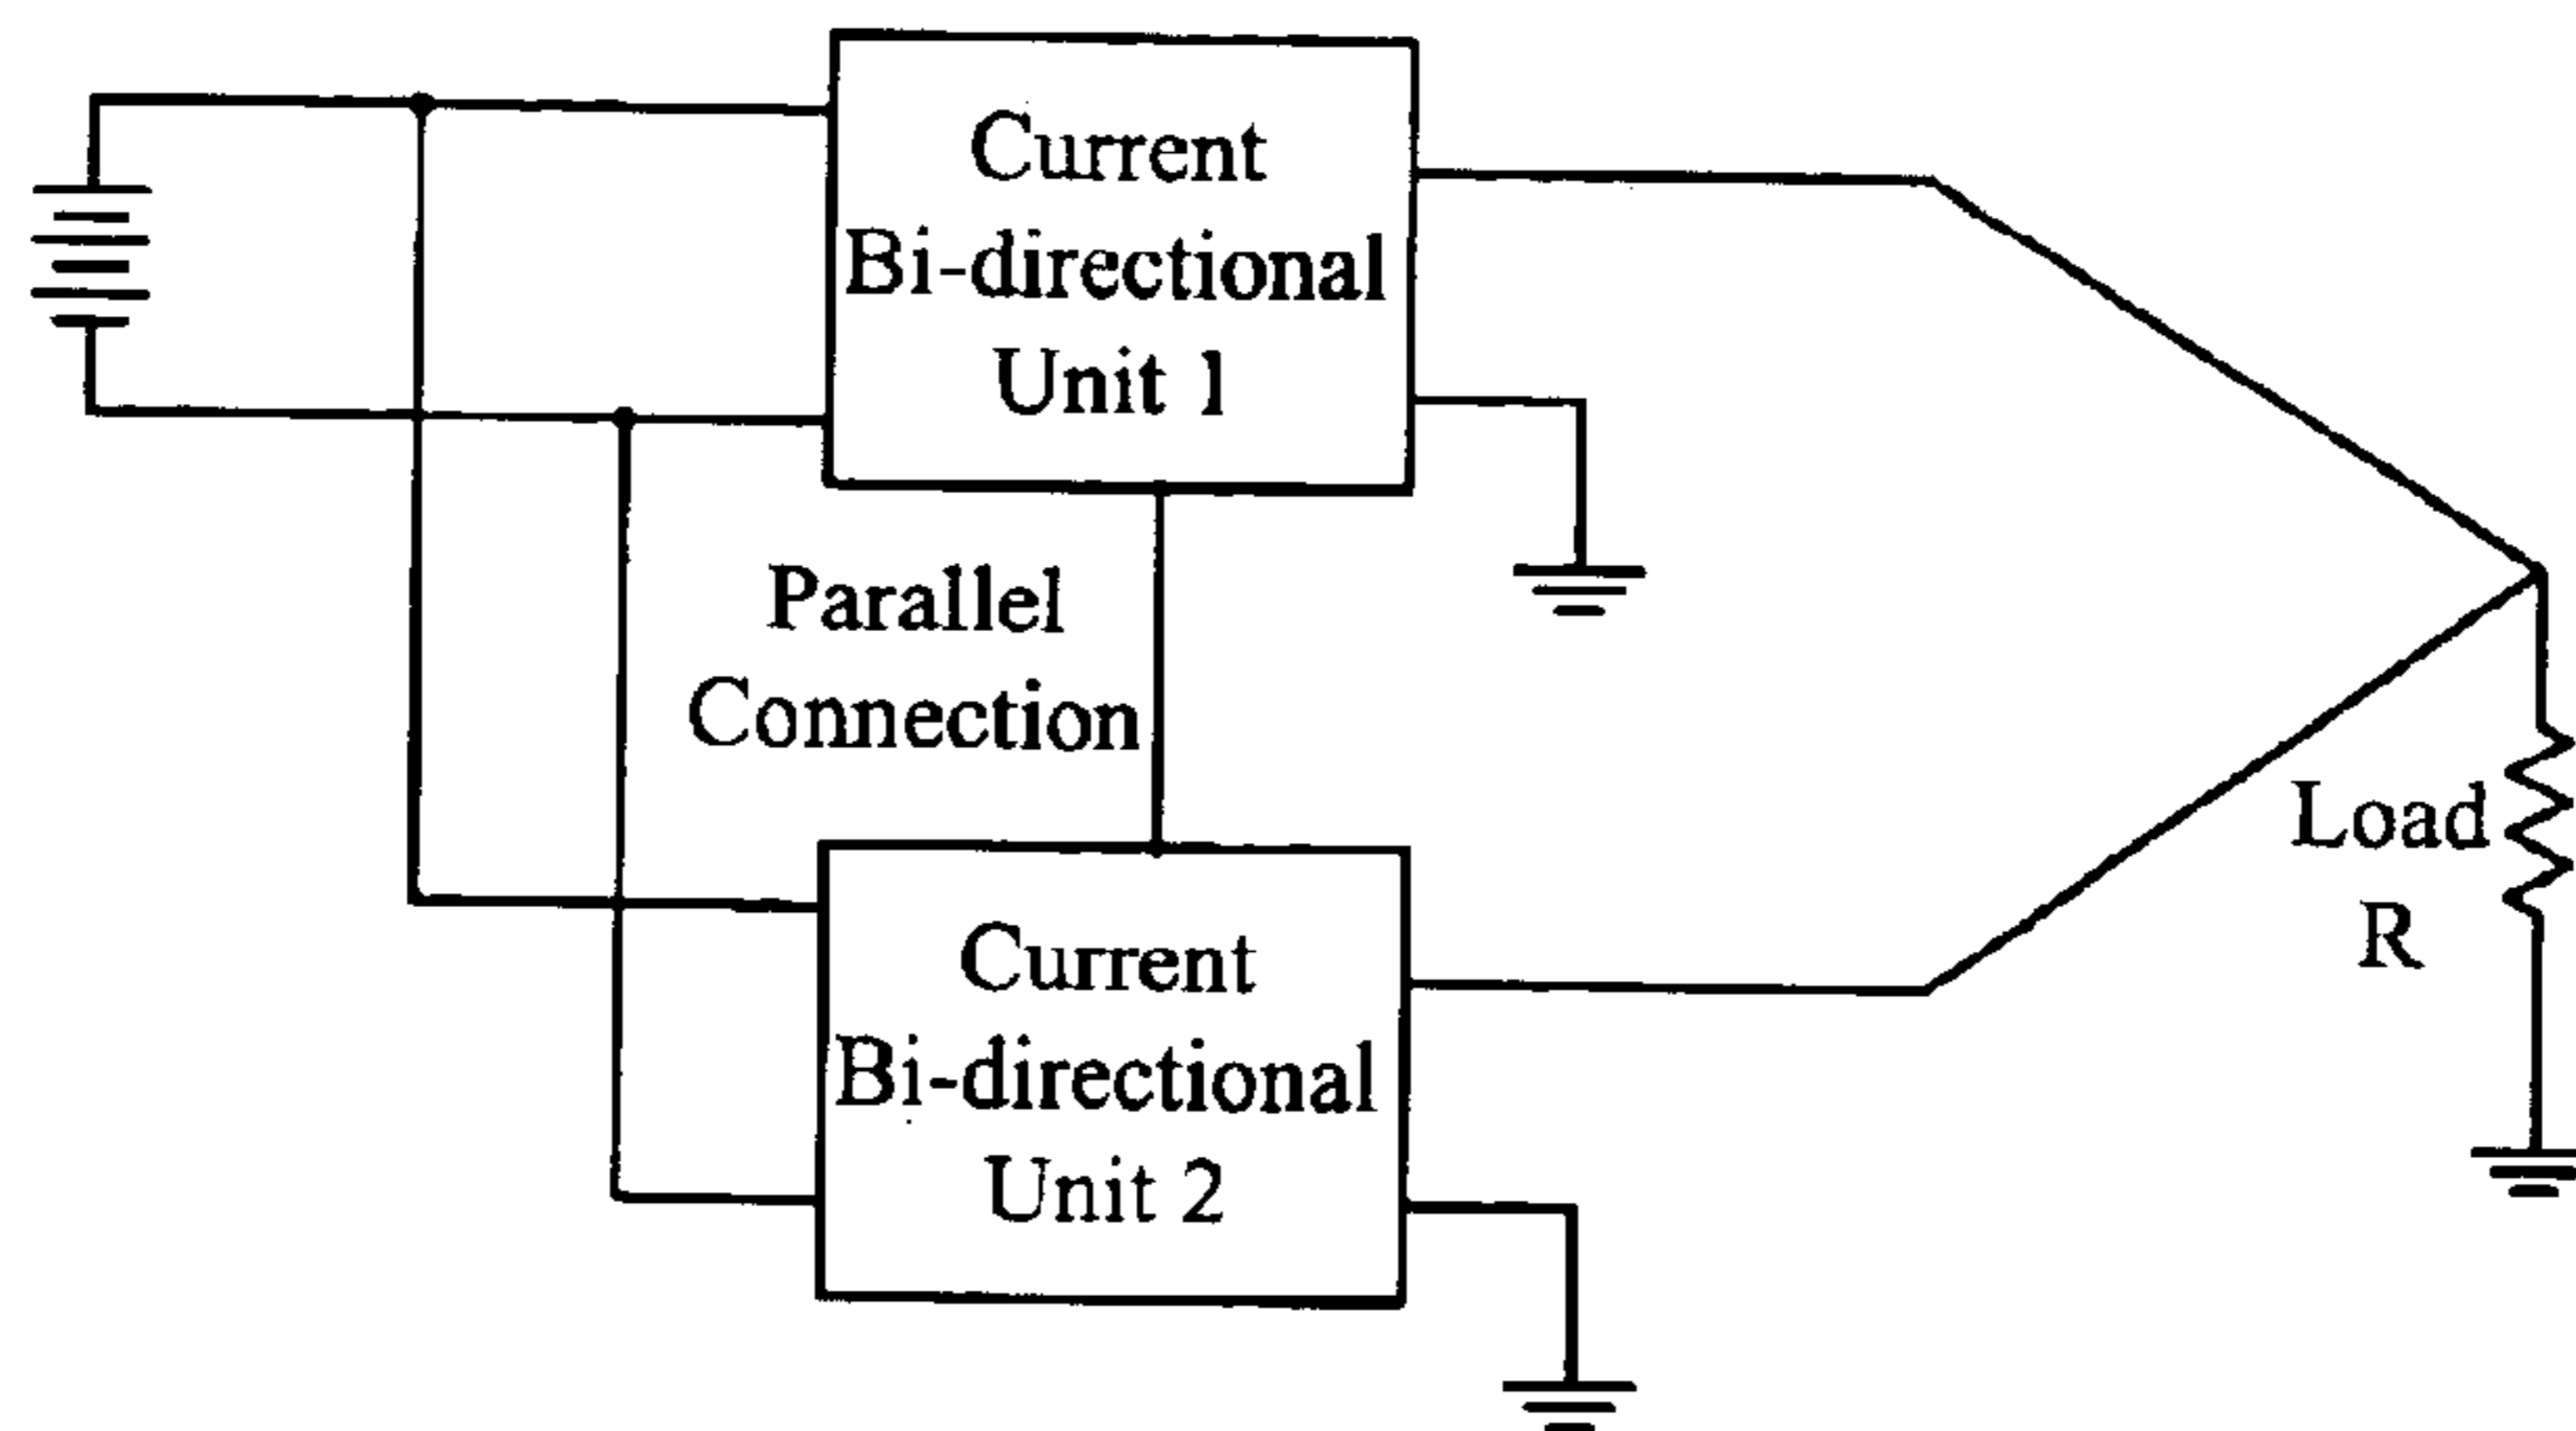 Current
Bi-directional
Unit 1
Parallel
Connection
Load
R
Current
Bi-directional
Unit 2